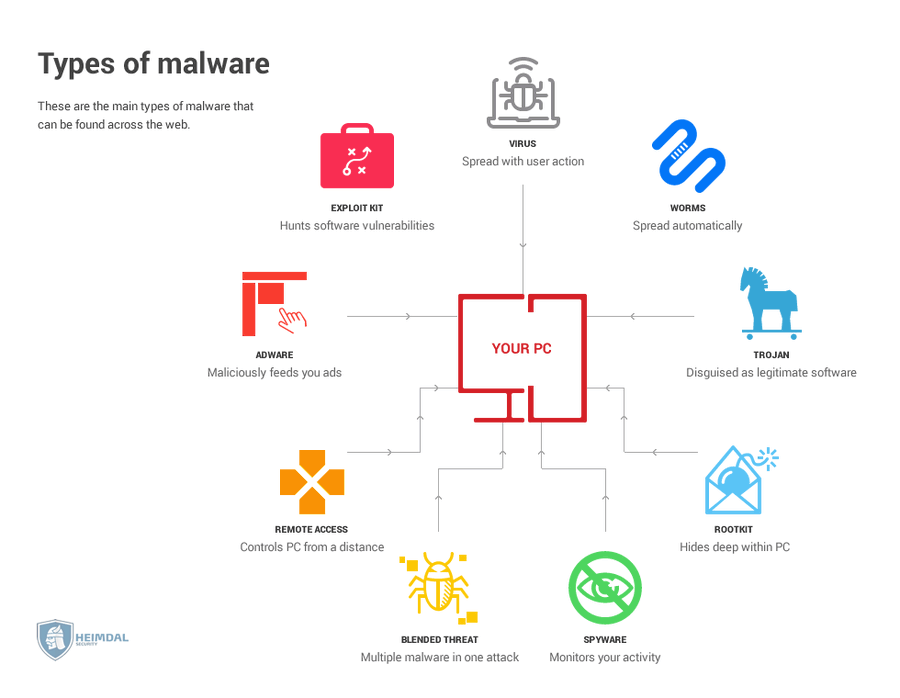 Types of malware
These are the main types of malware that
can be found across the web.
VIRUS
Spread with user action
EXPLOIT KIT
Hunts software vulnerabilities
WORMS
Spread automatically
ADWARE
Maliciously feeds you ads
YOUR PC
TROJAN
Disguised as legitimate software
REMOTE ACCESS
Controls PC from a distance
ROOTKIT
Hides deep within PC
BLENDED THREAT
Multiple malware in one attack
SPYWARE
Monitors your activity
HEIMDAL
SECURITY